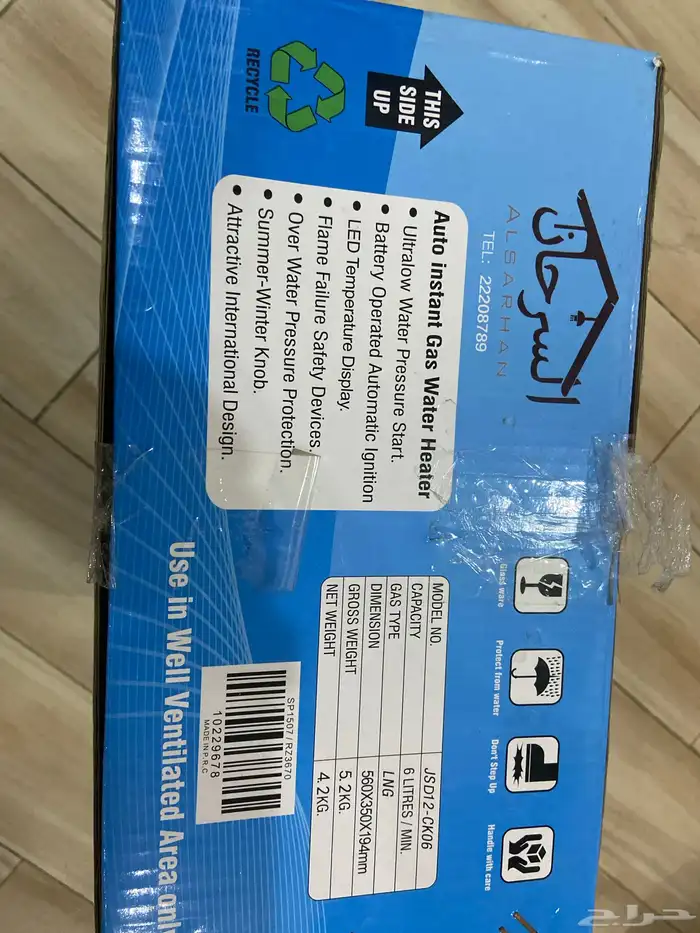 السرحان
ALSARHAN
TEL: 22208789
THIS
SIDE
UP
RECYCLE
Auto instant Gas Water Heater
• Ultralow Water Pressure Start.
• Battery Operated Automatic Ignition
• LED Temperature Display.
• Flame Failure Safety Devices.
• Over Water Pressure Protection.
• Summer-Winter Knob.
• Attractive International Design.
Glass ware
Protect from water
Don't Step Up
Handle with care
MODEL NO. JSD12-CK06
CAPACITY 6 LITRES / MIN.
GAS TYPE LNG
DIMENSION 560X350X194mm
GROSS WEIGHT 5.2KG.
NET WEIGHT 4.2KG.
SP1507/RZ3670
10229678
MADE IN P.R.C
Use in Well Ventilated Area only
حراج